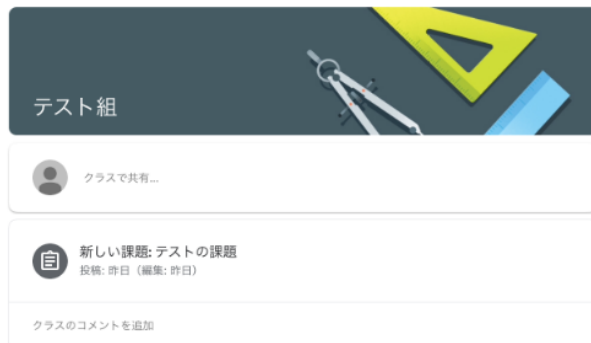 テスト組
クラスで共有...
新しい課題: テストの課題
投稿: 昨日（編集: 昨日）
クラスのコメントを追加